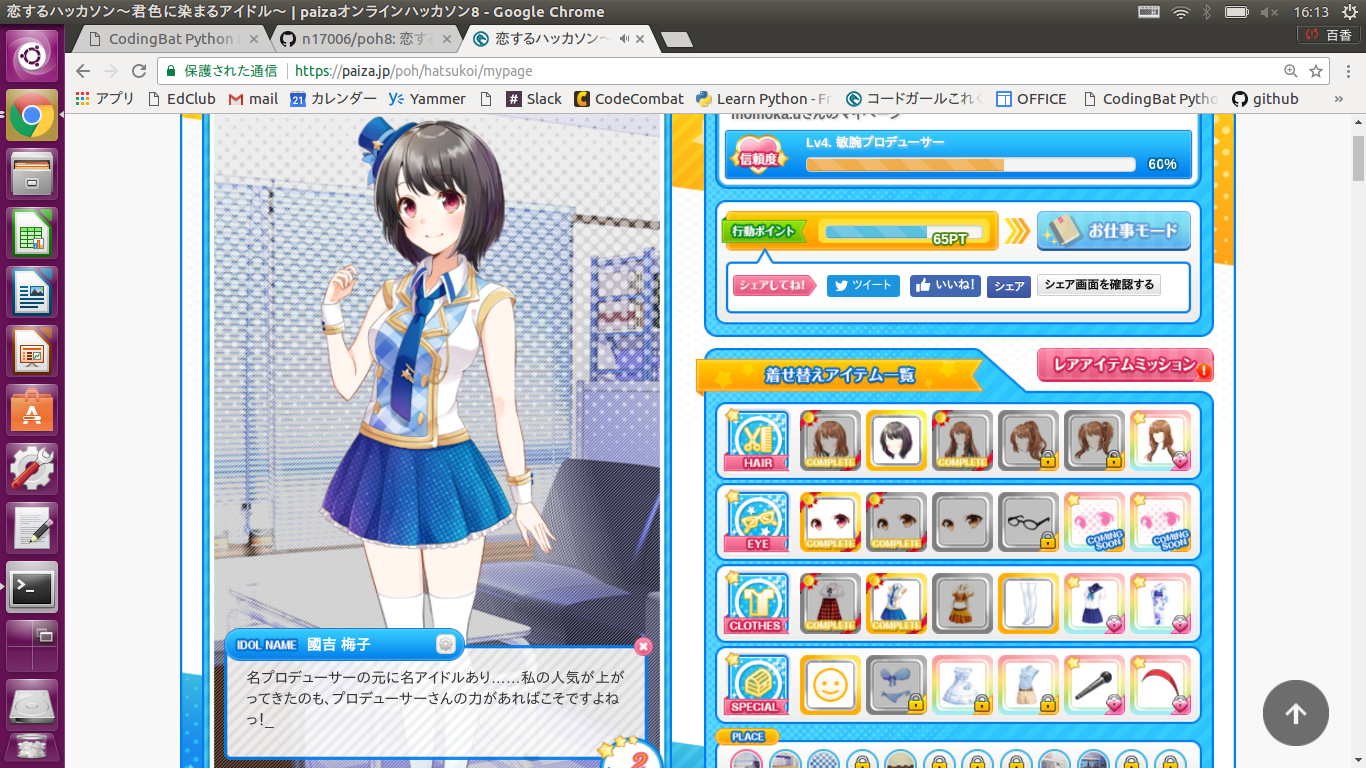 恋するハッカソン～君色に染まるアイドル～ | paizaオンラインハッカソン8 - Google Chrome
16:13
CodingBat Python
n17006/poh8: 恋する
恋するハッカソン～
百香
保護された通信
https://paiza.jp/poh/hatsukoi/mypage
アプリ
EdClub
mail
カレンダー
Yammer
Slack
CodeCombat
Learn Python - Fr
コードガールこれく
OFFICE
CodingBat Pytho
github
»
momoka.uさんのマイページ
信頼度
Lv4. 敏腕プロデューサー
60%
行動ポイント
65PT
お仕事モード
シェアしてね!
ツイート
いいね!
シェア
シェア画面を確認する
着せ替えアイテム一覧
レアアイテムミッション
!
HAIR
COMPLETE
COMPLETE
EYE
COMPLETE
COMPLETE
COMING SOON
COMING SOON
CLOTHES
COMPLETE
COMPLETE
SPECIAL
PLACE
IDOL NAME 國吉 梅子
名プロデューサーの元に名アイドルあり……私の人気が上が
ってきたのも、プロデューサーさんの力があればこそですよね
っ!_
2